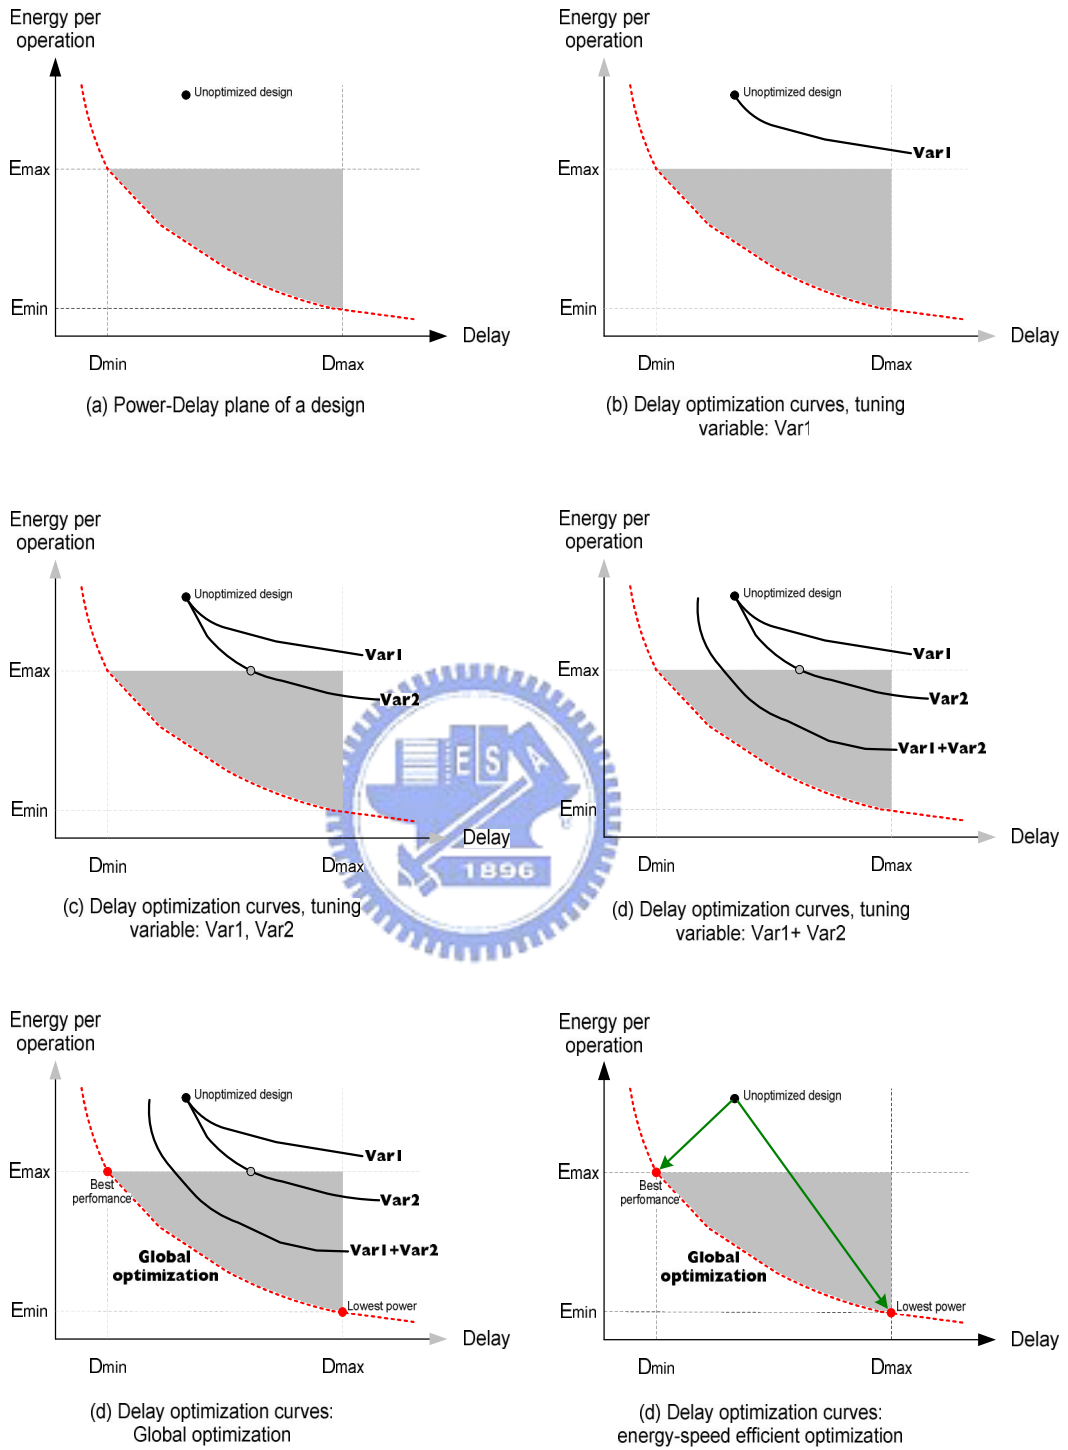 Energy per
operation
Unoptimized design
Emax
Emin
Delay
Dmin
Dmax
(a) Power-Delay plane of a design
Energy per
operation
Unoptimized design
Var1
Emax
Emin
Delay
Dmin
Dmax
(b) Delay optimization curves, tuning
variable: Var1
Energy per
operation
Unoptimized design
Var1
Emax
Var2
Emin
Delay
Dmin
Dmax
(c) Delay optimization curves, tuning
variable: Var1, Var2
Energy per
operation
Unoptimized design
Var1
Emax
Var2
Var1+Var2
Emin
Delay
Dmin
Dmax
(d) Delay optimization curves, tuning
variable: Var1+ Var2
ESA
1896
Energy per
operation
Unoptimized design
Var1
Emax
Best
perfomance
Var2
Var1+Var2
Global
optimization
Emin
Lowest power
Delay
Dmin
Dmax
(d) Delay optimization curves:
Global optimization
Energy per
operation
Unoptimized design
Emax
Best
perfomance
Global
optimization
Emin
Lowest power
Delay
Dmin
Dmax
(d) Delay optimization curves:
energy-speed efficient optimization